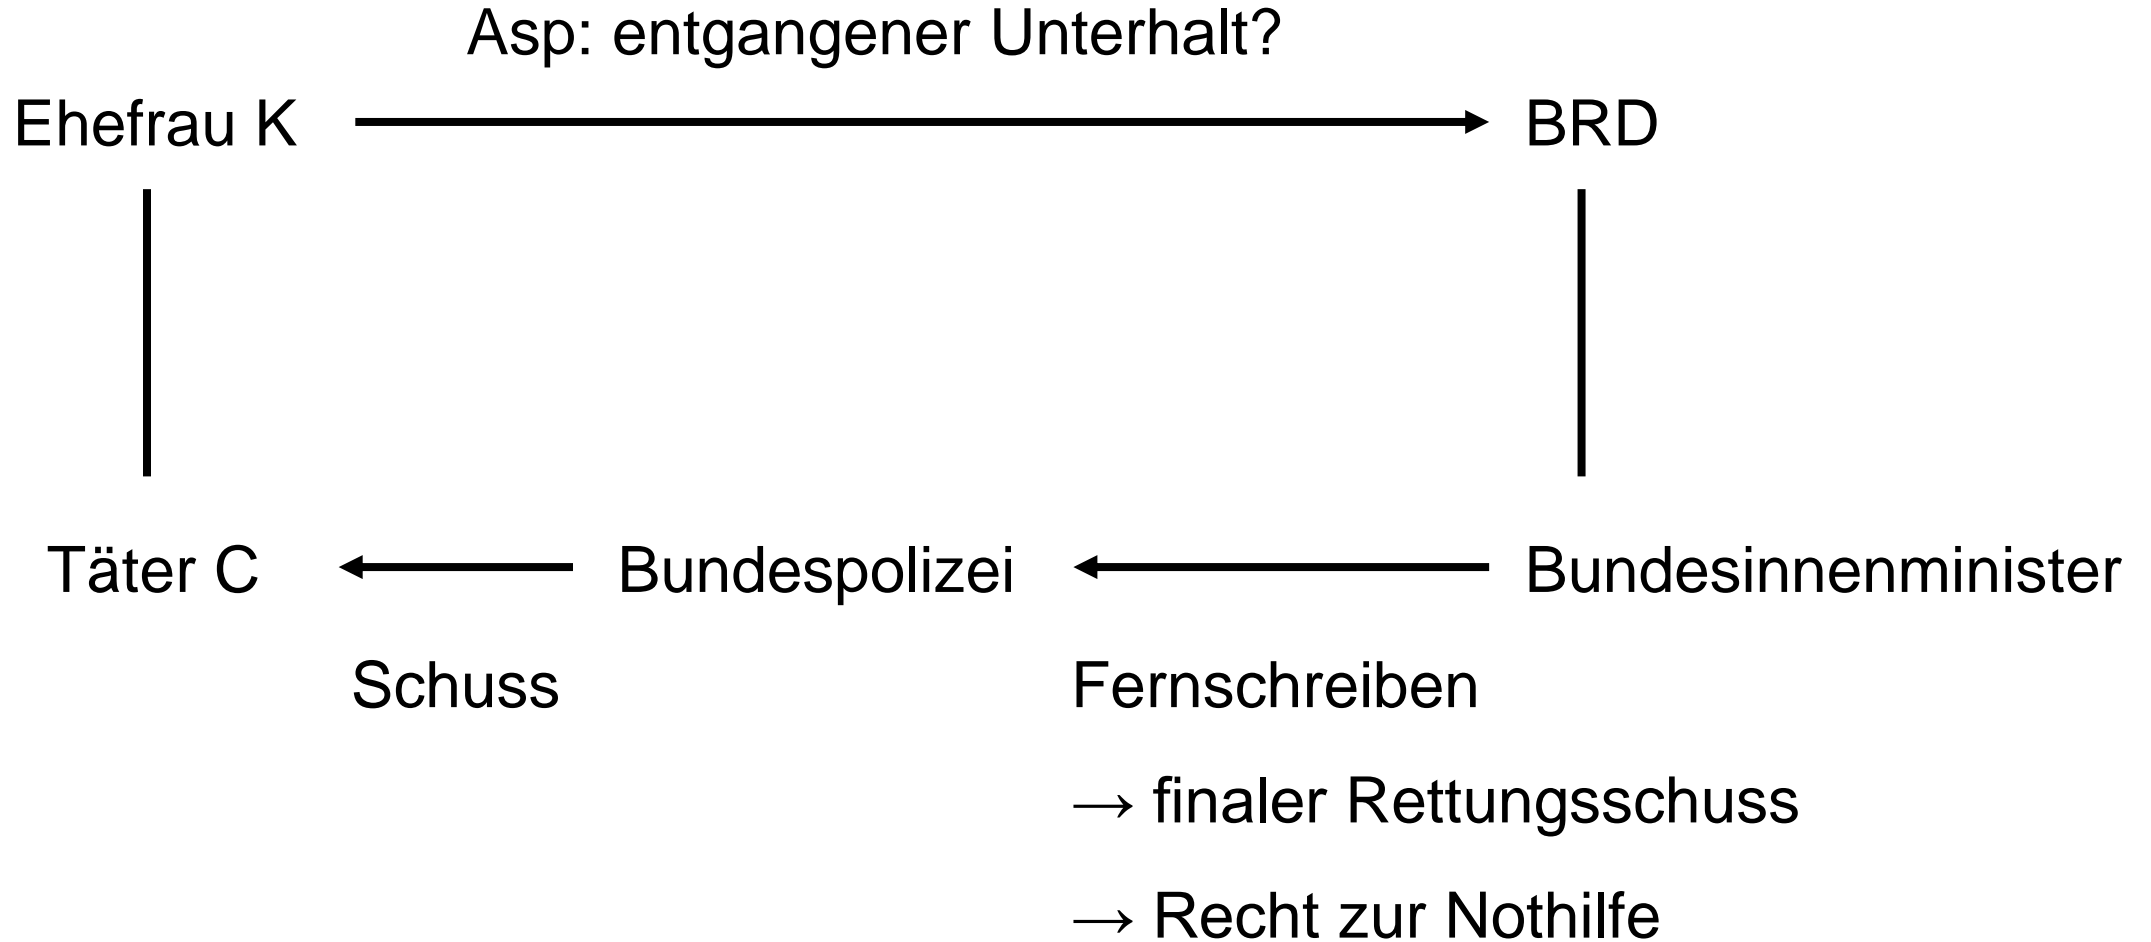 Asp: entgangener Unterhalt?
Ehefrau K BRD
Täter C Bundespolizei Bundesinnenminister
Schuss Fernschreiben
→ finaler Rettungsschuss
→ Recht zur Nothilfe